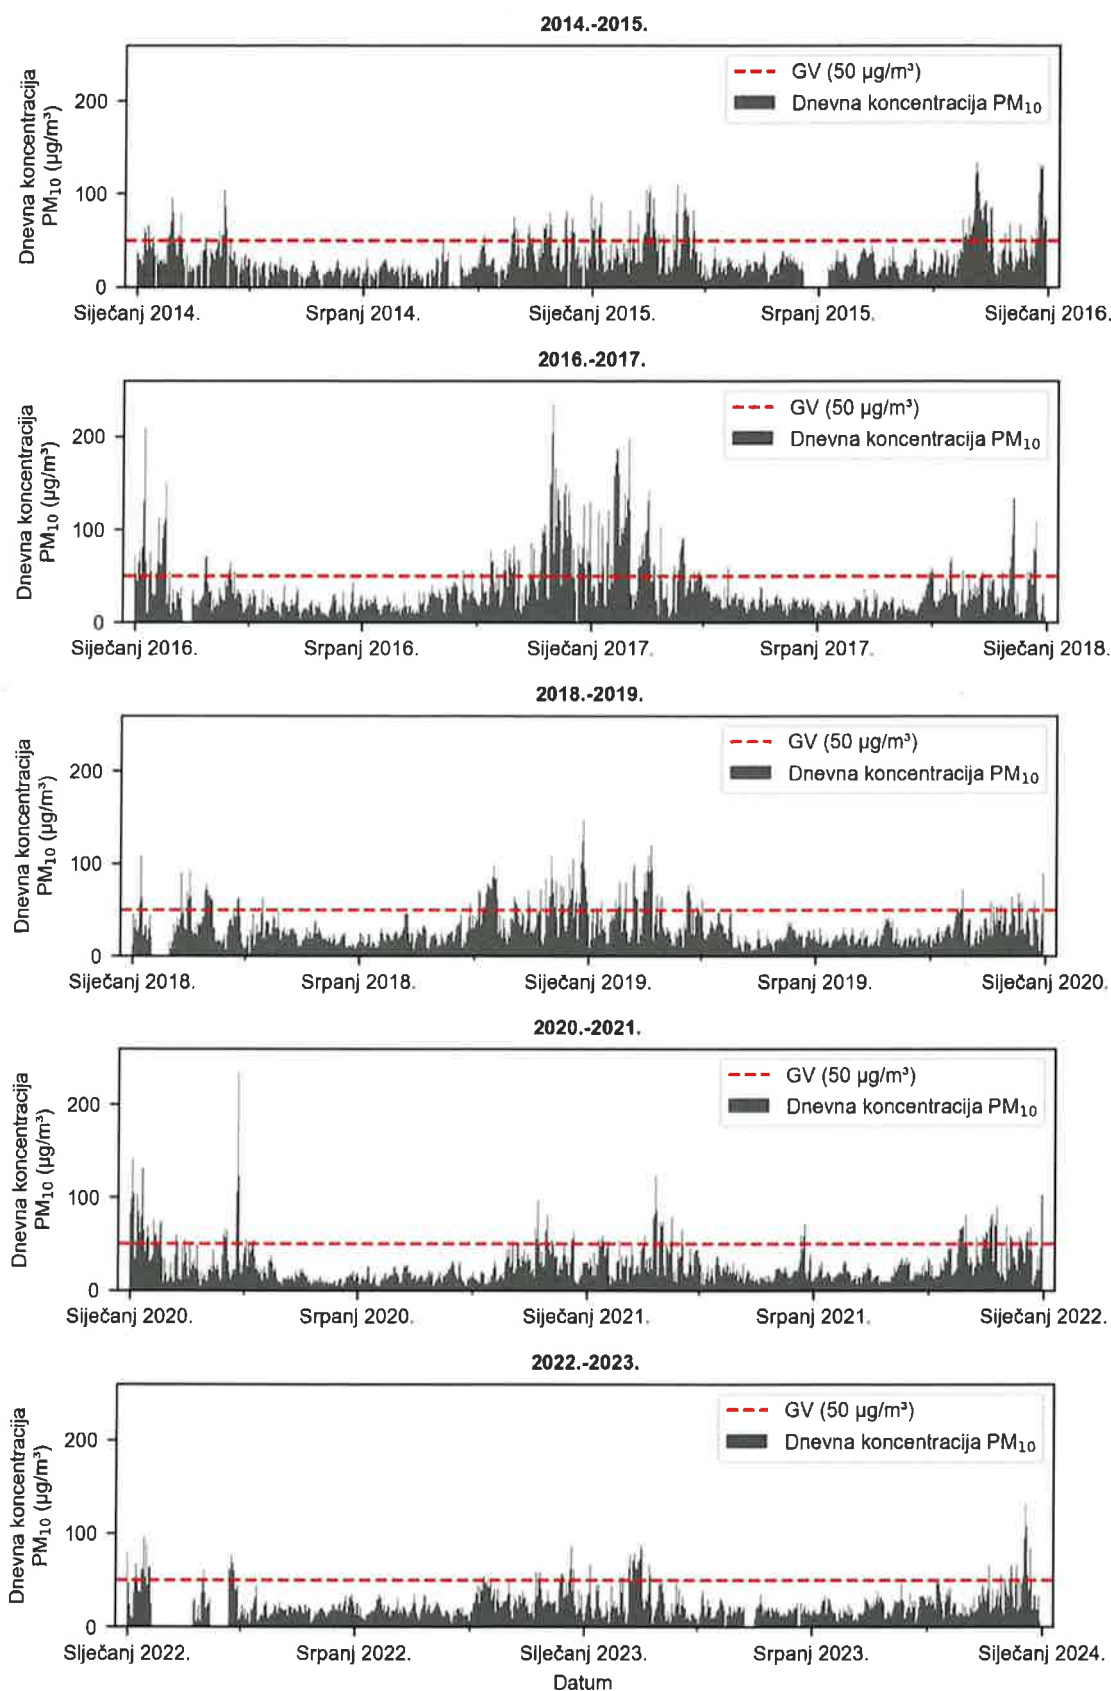 2014.-2015.
Dnevna koncentracija
PM₁₀ (µg/m³)
200
100
0
GV (50 µg/m³)
Dnevna koncentracija PM₁₀
Siječanj 2014.
Srpanj 2014.
Siječanj 2015.
Srpanj 2015.
Siječanj 2016.
2016.-2017.
Dnevna koncentracija
PM₁₀ (µg/m³)
200
100
0
GV (50 µg/m³)
Dnevna koncentracija PM₁₀
Siječanj 2016.
Srpanj 2016.
Siječanj 2017.
Srpanj 2017.
Siječanj 2018.
2018.-2019.
Dnevna koncentracija
PM₁₀ (µg/m³)
200
100
0
GV (50 µg/m³)
Dnevna koncentracija PM₁₀
Siječanj 2018.
Srpanj 2018.
Siječanj 2019.
Srpanj 2019.
Siječanj 2020.
2020.-2021.
Dnevna koncentracija
PM₁₀ (µg/m³)
200
100
0
GV (50 µg/m³)
Dnevna koncentracija PM₁₀
Siječanj 2020.
Srpanj 2020.
Siječanj 2021.
Srpanj 2021.
Siječanj 2022.
2022.-2023.
Dnevna koncentracija
PM₁₀ (µg/m³)
200
100
0
GV (50 µg/m³)
Dnevna koncentracija PM₁₀
Siječanj 2022.
Srpanj 2022.
Siječanj 2023.
Srpanj 2023.
Siječanj 2024.
Datum